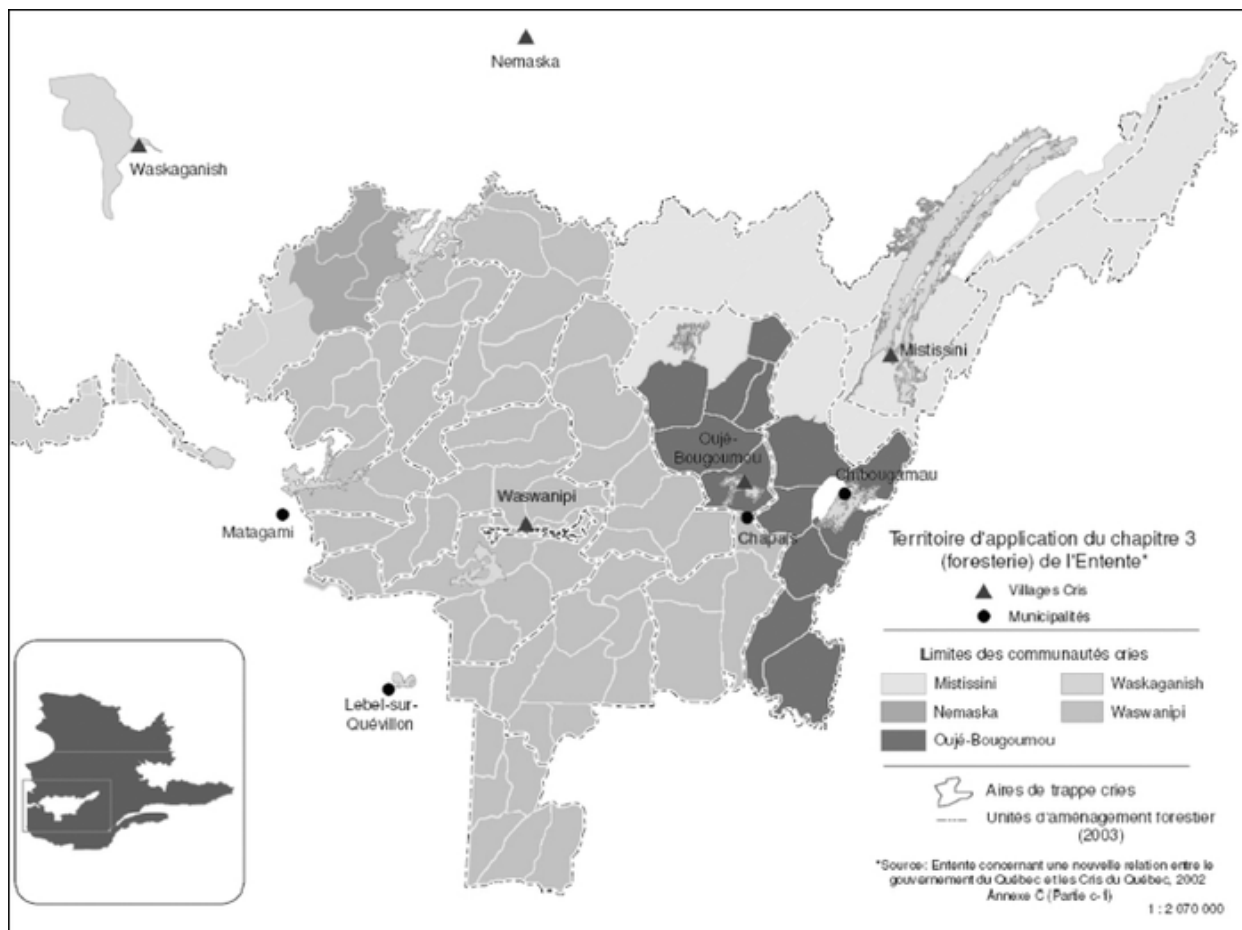 Nemaska
Waskaganish
Mistissini
Oujé-
Bougoumou
Chibougamau
Waswanipi
Matagami
Chapais
Lebel-sur-
Quévillon
Territoire d'application du chapitre 3
(foresterie) de l'Entente*
Villages Cris
Municipalités
Limites des communautés cries
Mistissini
Waskaganish
Nemaska
Waswanipi
Oujé-Bougoumou
Aires de trappe cries
Unités d'aménagement forestier
(2003)
*Source: Entente concernant une nouvelle relation entre le
gouvernement du Québec et les Cris du Québec, 2002
Annexe C (Partie c-1)
1 : 2 070 000